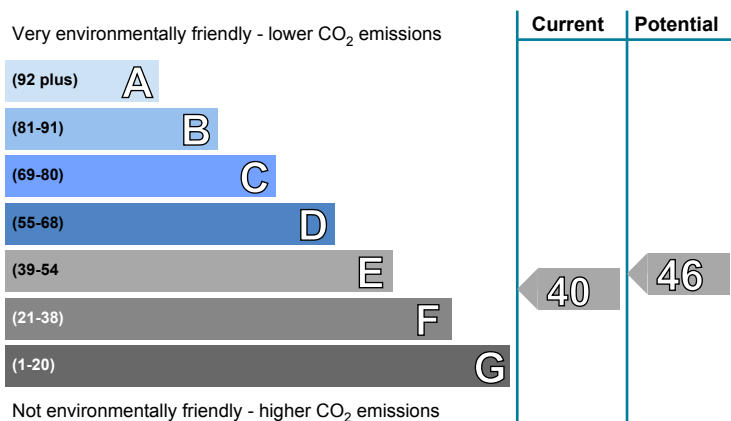 Current Potential
Very environmentally friendly - lower CO₂ emissions
(92 plus) A
(81-91) B
(69-80) C
(55-68) D
(39-54 E
40 46
(21-38) F
(1-20) G
Not environmentally friendly - higher CO₂ emissions